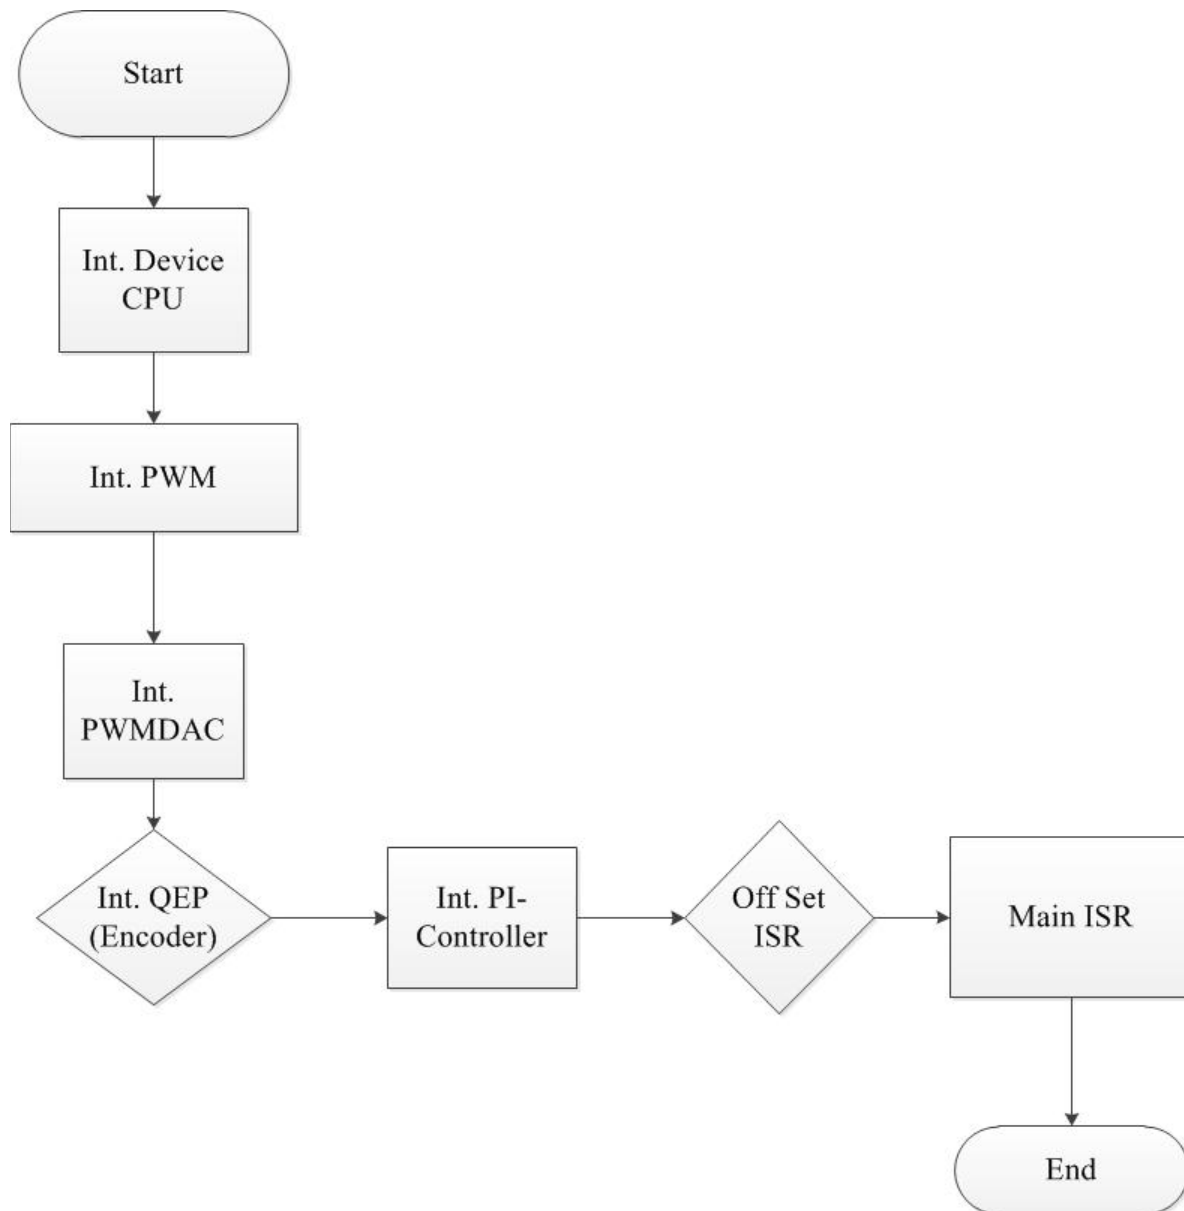 Start
Int. Device
CPU
Int. PWM
Int.
PWMDAC
Int. QEP
(Encoder)
Int. PI-
Controller
Off Set
ISR
Main ISR
End